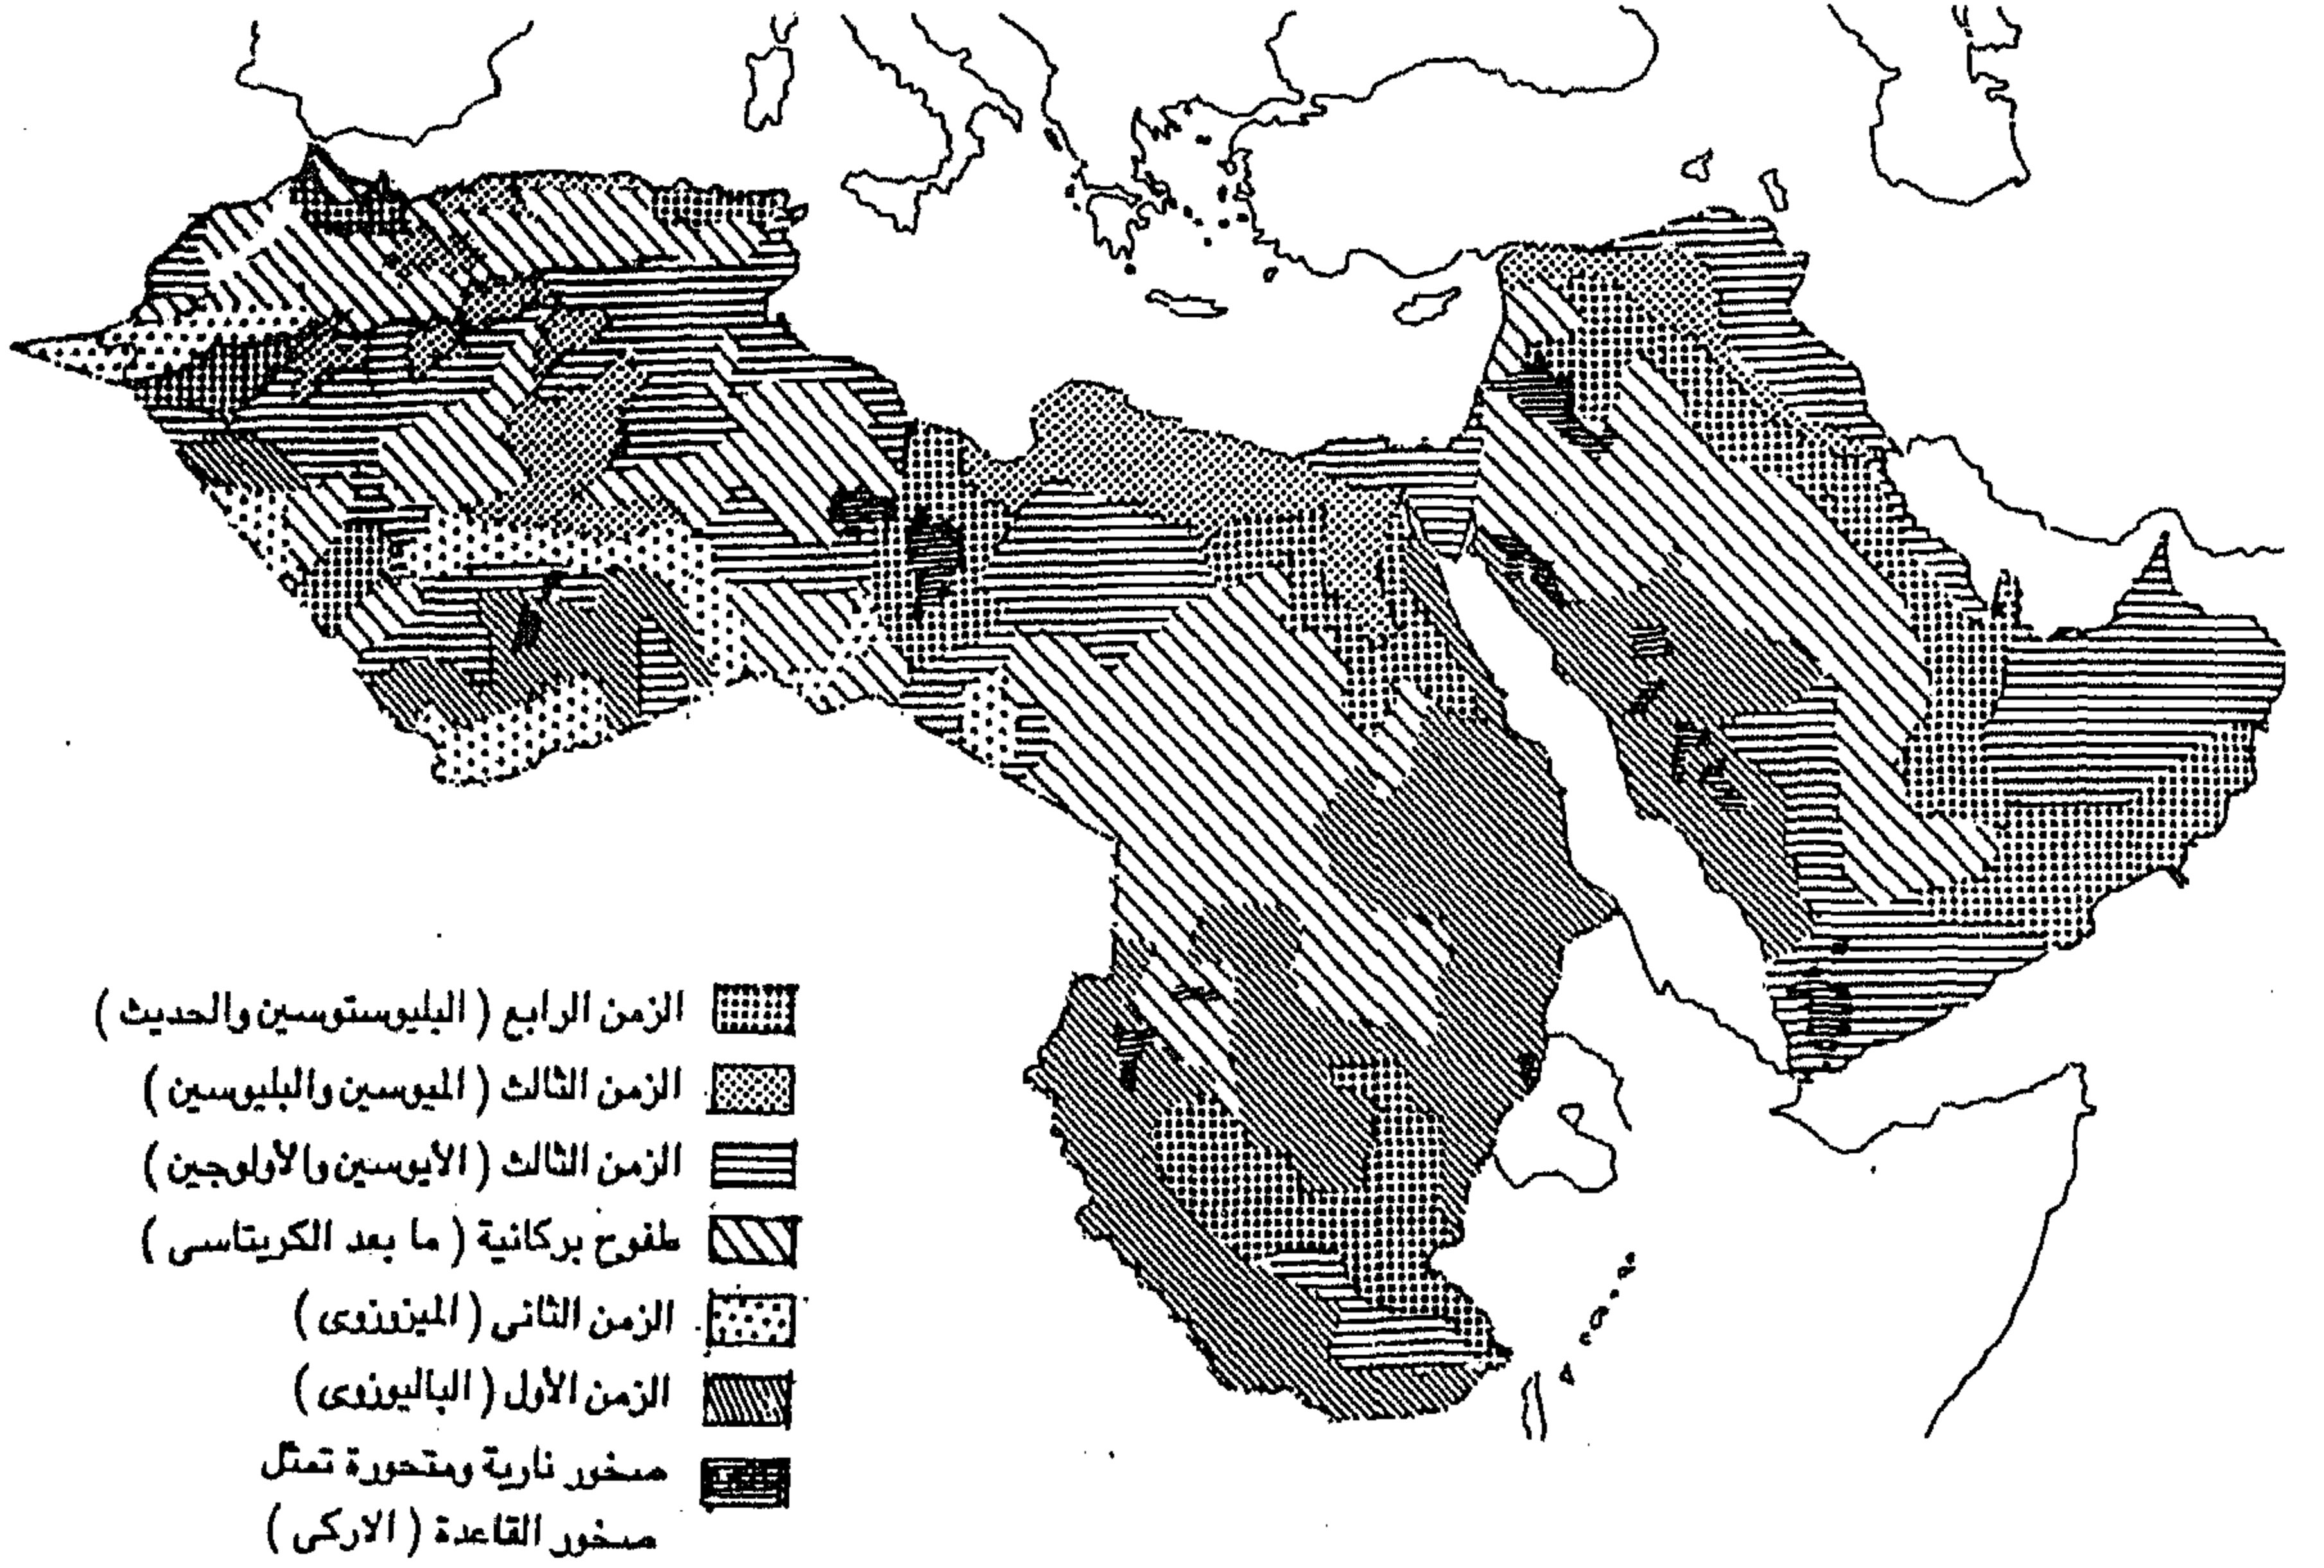 الزمن الرابع ( البليوستوسين والحديث )
الزمن الثالث ( الميوسين والبليوسين )
الزمن الثالث ( الأيوسين والأولوجين )
طفوح بركانية ( ما بعد الكريتاسى )
الزمن الثانى ( الميزوزوى )
الزمن الأول ( الباليوزوى )
صخور نارية ومتحورة تمثل
صخور القاعدة ( الاركى )